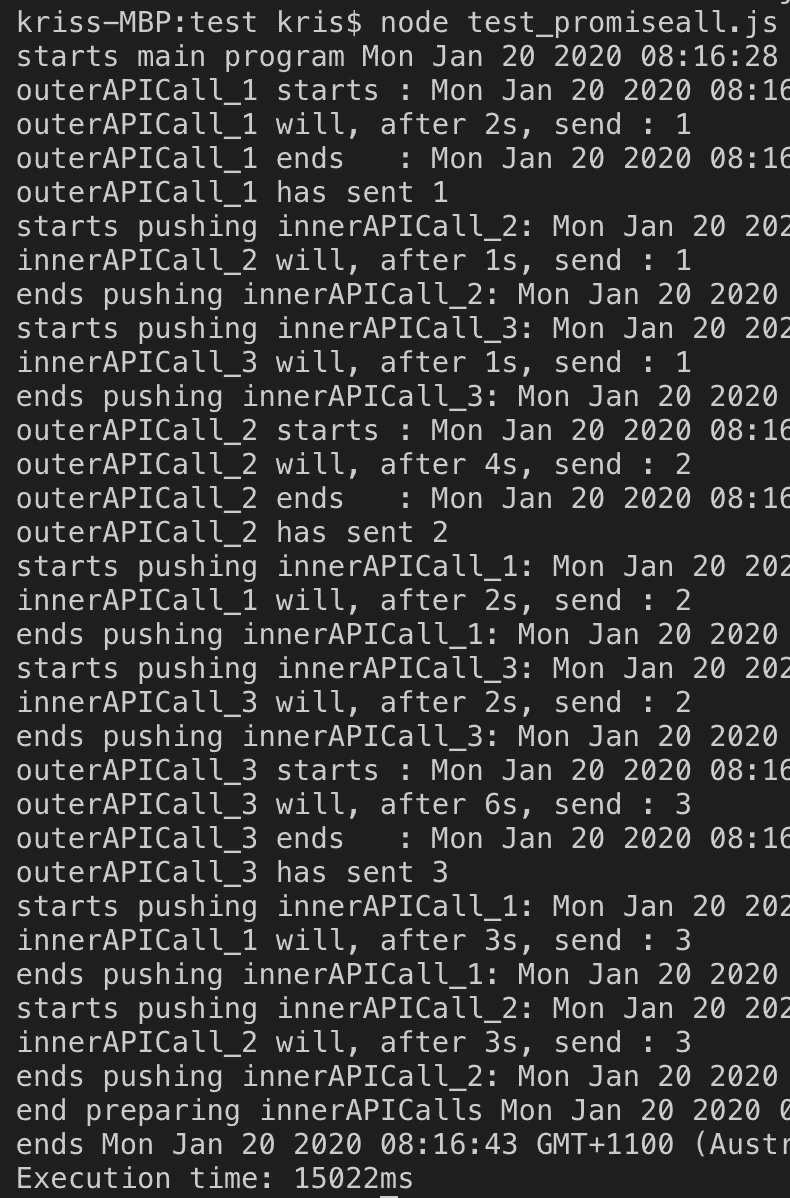 kriss-MBP:test kris$ node test_promiseall.js
starts main program Mon Jan 20 2020 08:16:28
outerAPICall_1 starts : Mon Jan 20 2020 08:16
outerAPICall_1 will, after 2s, send : 1
outerAPICall_1 ends   : Mon Jan 20 2020 08:16
outerAPICall_1 has sent 1
starts pushing innerAPICall_2: Mon Jan 20 202
innerAPICall_2 will, after 1s, send : 1
ends pushing innerAPICall_2: Mon Jan 20 2020
starts pushing innerAPICall_3: Mon Jan 20 202
innerAPICall_3 will, after 1s, send : 1
ends pushing innerAPICall_3: Mon Jan 20 2020
outerAPICall_2 starts : Mon Jan 20 2020 08:16
outerAPICall_2 will, after 4s, send : 2
outerAPICall_2 ends   : Mon Jan 20 2020 08:16
outerAPICall_2 has sent 2
starts pushing innerAPICall_1: Mon Jan 20 202
innerAPICall_1 will, after 2s, send : 2
ends pushing innerAPICall_1: Mon Jan 20 2020
starts pushing innerAPICall_3: Mon Jan 20 202
innerAPICall_3 will, after 2s, send : 2
ends pushing innerAPICall_3: Mon Jan 20 2020
outerAPICall_3 starts : Mon Jan 20 2020 08:16
outerAPICall_3 will, after 6s, send : 3
outerAPICall_3 ends   : Mon Jan 20 2020 08:16
outerAPICall_3 has sent 3
starts pushing innerAPICall_1: Mon Jan 20 202
innerAPICall_1 will, after 3s, send : 3
ends pushing innerAPICall_1: Mon Jan 20 2020
starts pushing innerAPICall_2: Mon Jan 20 202
innerAPICall_2 will, after 3s, send : 3
ends pushing innerAPICall_2: Mon Jan 20 2020
end preparing innerAPICalls Mon Jan 20 2020 0
ends Mon Jan 20 2020 08:16:43 GMT+1100 (Austr
Execution time: 15022ms